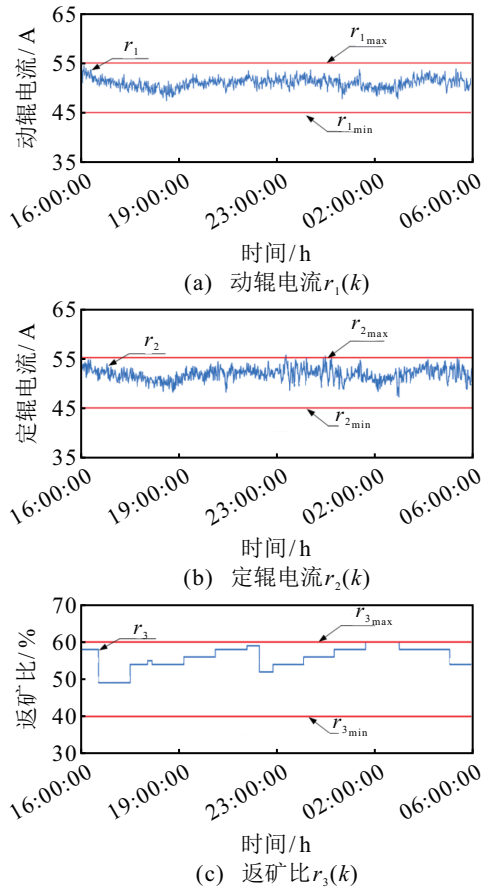 65
55
45
35
动辊电流/A
r₁
r₁max
r₁min
16:00:00 19:00:00 23:00:00 02:00:00 06:00:00
时间/h
(a) 动辊电流r₁(k)
65
55
45
35
定辊电流/A
r₂
r₂max
r₂min
16:00:00 19:00:00 23:00:00 02:00:00 06:00:00
时间/h
(b) 定辊电流r₂(k)
70
60
50
40
30
返矿比/%
r₃
r₃max
r₃min
16:00:00 19:00:00 23:00:00 02:00:00 06:00:00
时间/h
(c) 返矿比r₃(k)